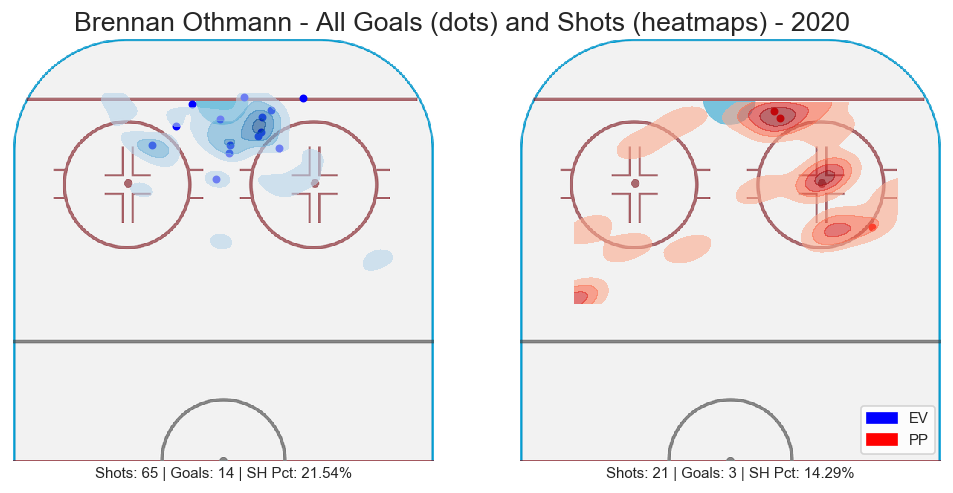 Brennan Othmann - All Goals (dots) and Shots (heatmaps) - 2020
EV
PP
Shots: 65 | Goals: 14 | SH Pct: 21.54%
Shots: 21 | Goals: 3 | SH Pct: 14.29%